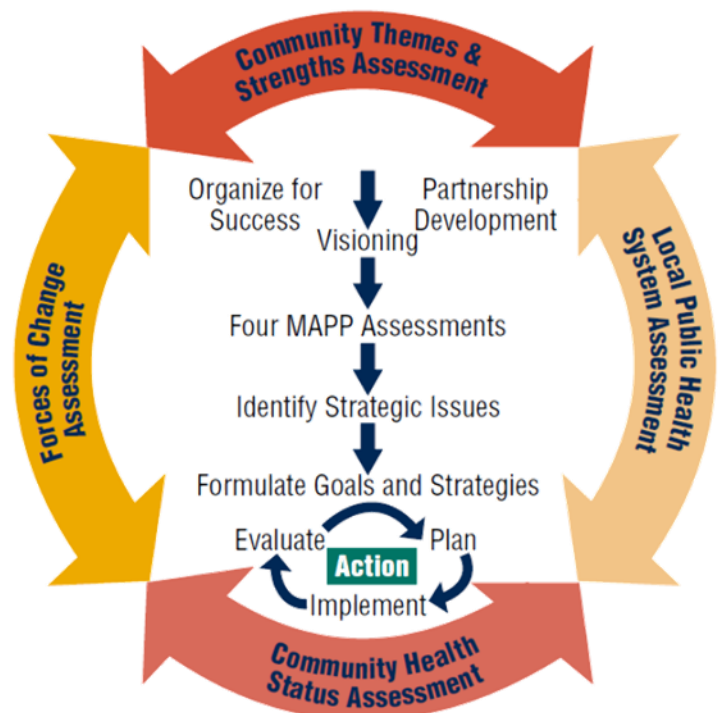 Community Themes &
Strengths Assessment
Organize for
Success
Partnership
Development
Visioning
Four MAPP Assessments
Identify Strategic Issues
Formulate Goals and Strategies
Evaluate
Plan
Action
Implement
Forces of Change
Assessment
Local Public Health
System Assessment
Community Health
Status Assessment